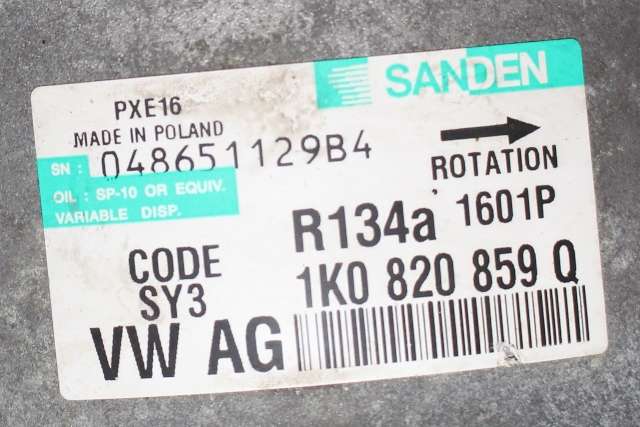 SANDEN
PXE16
MADE IN POLAND
SN : 048651129B4
OIL : SP-10 OR EQUIV.
VARIABLE DISP.
ROTATION
R134a 1601P
CODE
SY3
1K0 820 859 Q
VW AG